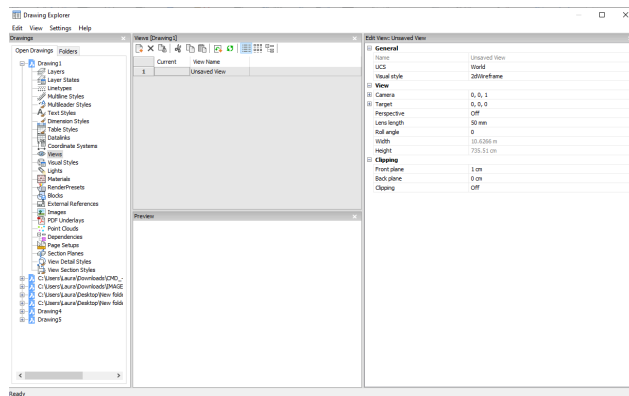 Drawing Explorer
Edit View Settings Help
Drawings
Open Drawings Folders
Drawing1
Layers
Layer States
Linetypes
Multiline Styles
Multileader Styles
Text Styles
Dimension Styles
Table Styles
Datalinks
Coordinate Systems
Views
Visual Styles
Lights
Materials
RenderPresets
Blocks
External References
Images
PDF Underlays
Point Clouds
Dependencies
Page Setups
Section Planes
View Detail Styles
View Section Styles
C:\Users\Laura\Downloads\CMD_-
C:\Users\Laura\Downloads\IMAGE
C:\Users\Laura\Desktop\New folde
C:\Users\Laura\Desktop\New folde
Drawing4
Drawing5
Views [Drawing1]
Current View Name
1 Unsaved View
Preview
Edit View: Unsaved View
General
Name Unsaved View
UCS World
Visual style 2dWireframe
View
Camera 0, 0, 1
Target 0, 0, 0
Perspective Off
Lens length 50 mm
Roll angle 0
Width 10.6266 m
Height 735.51 cm
Clipping
Front plane 1 cm
Back plane 0 cm
Clipping Off
Ready